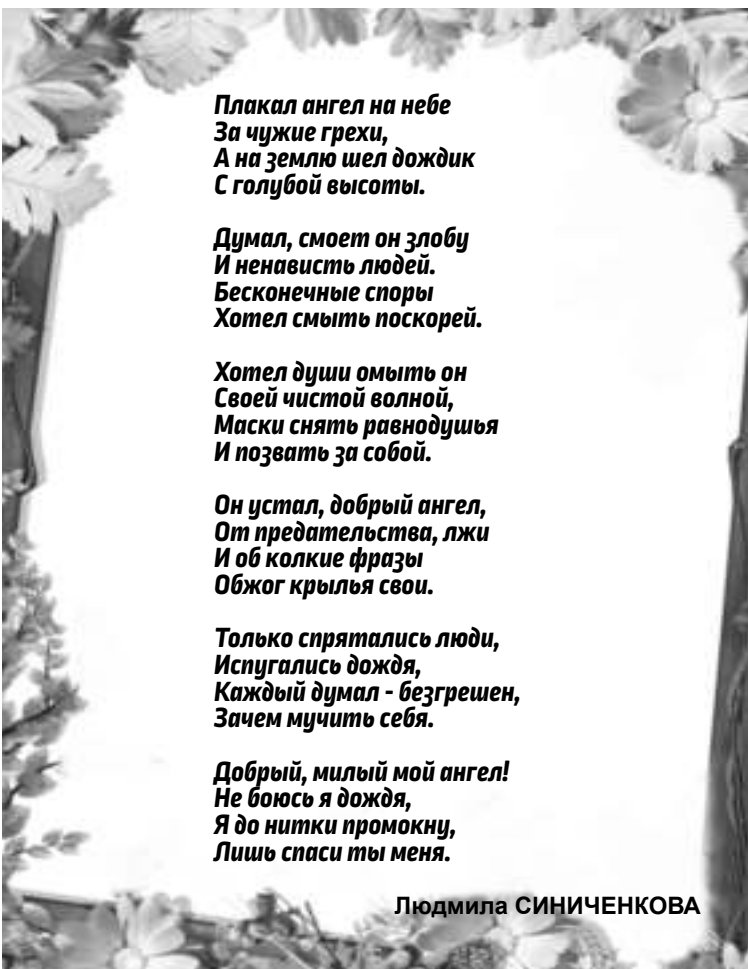 Плакал ангел на небе
За чужие грехи,
А на землю шел дождик
С голубой высоты.

Думал, смоет он злобу
И ненависть людей.
Бесконечные споры
Хотел смыть поскорей.

Хотел души омыть он
Своей чистой волной,
Маски снять равнодушья
И позвать за собой.

Он устал, добрый ангел,
От предательства, лжи
И об колкие фразы
Обжог крылья свои.

Только спрятались люди,
Испугались дождя,
Каждый думал - безгрешен,
Зачем мучить себя.

Добрый, милый мой ангел!
Не боюсь я дождя,
Я до нитки промокну,
Лишь спаси ты меня.

Людмила СИНИЧЕНКОВА